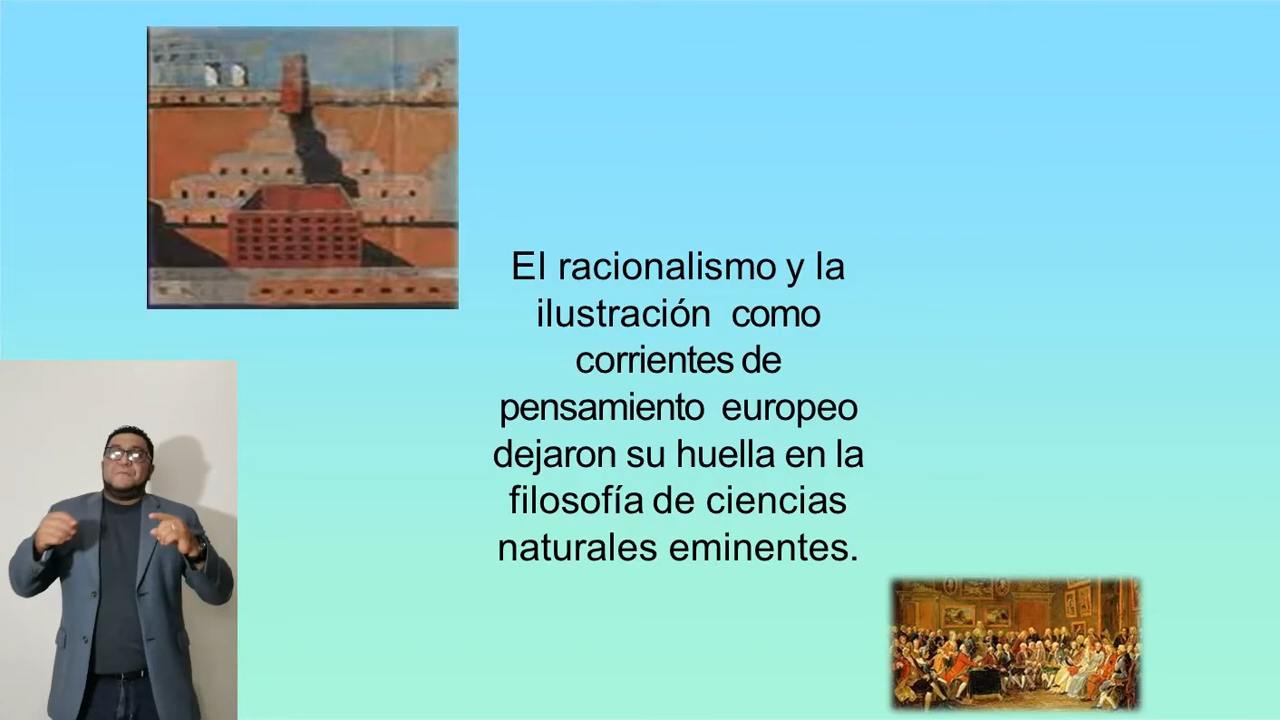 El racionalismo y la
ilustración como
corrientes de
pensamiento europeo
dejaron su huella en la
filosofía de ciencias
naturales eminentes.